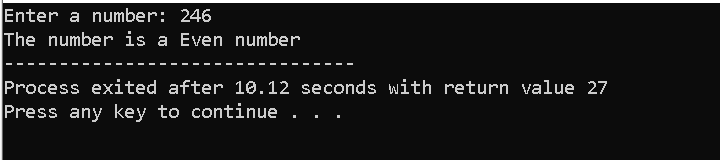 Enter a number: 246
The number is a Even number
--------------------------------
Process exited after 10.12 seconds with return value 27
Press any key to continue . . .